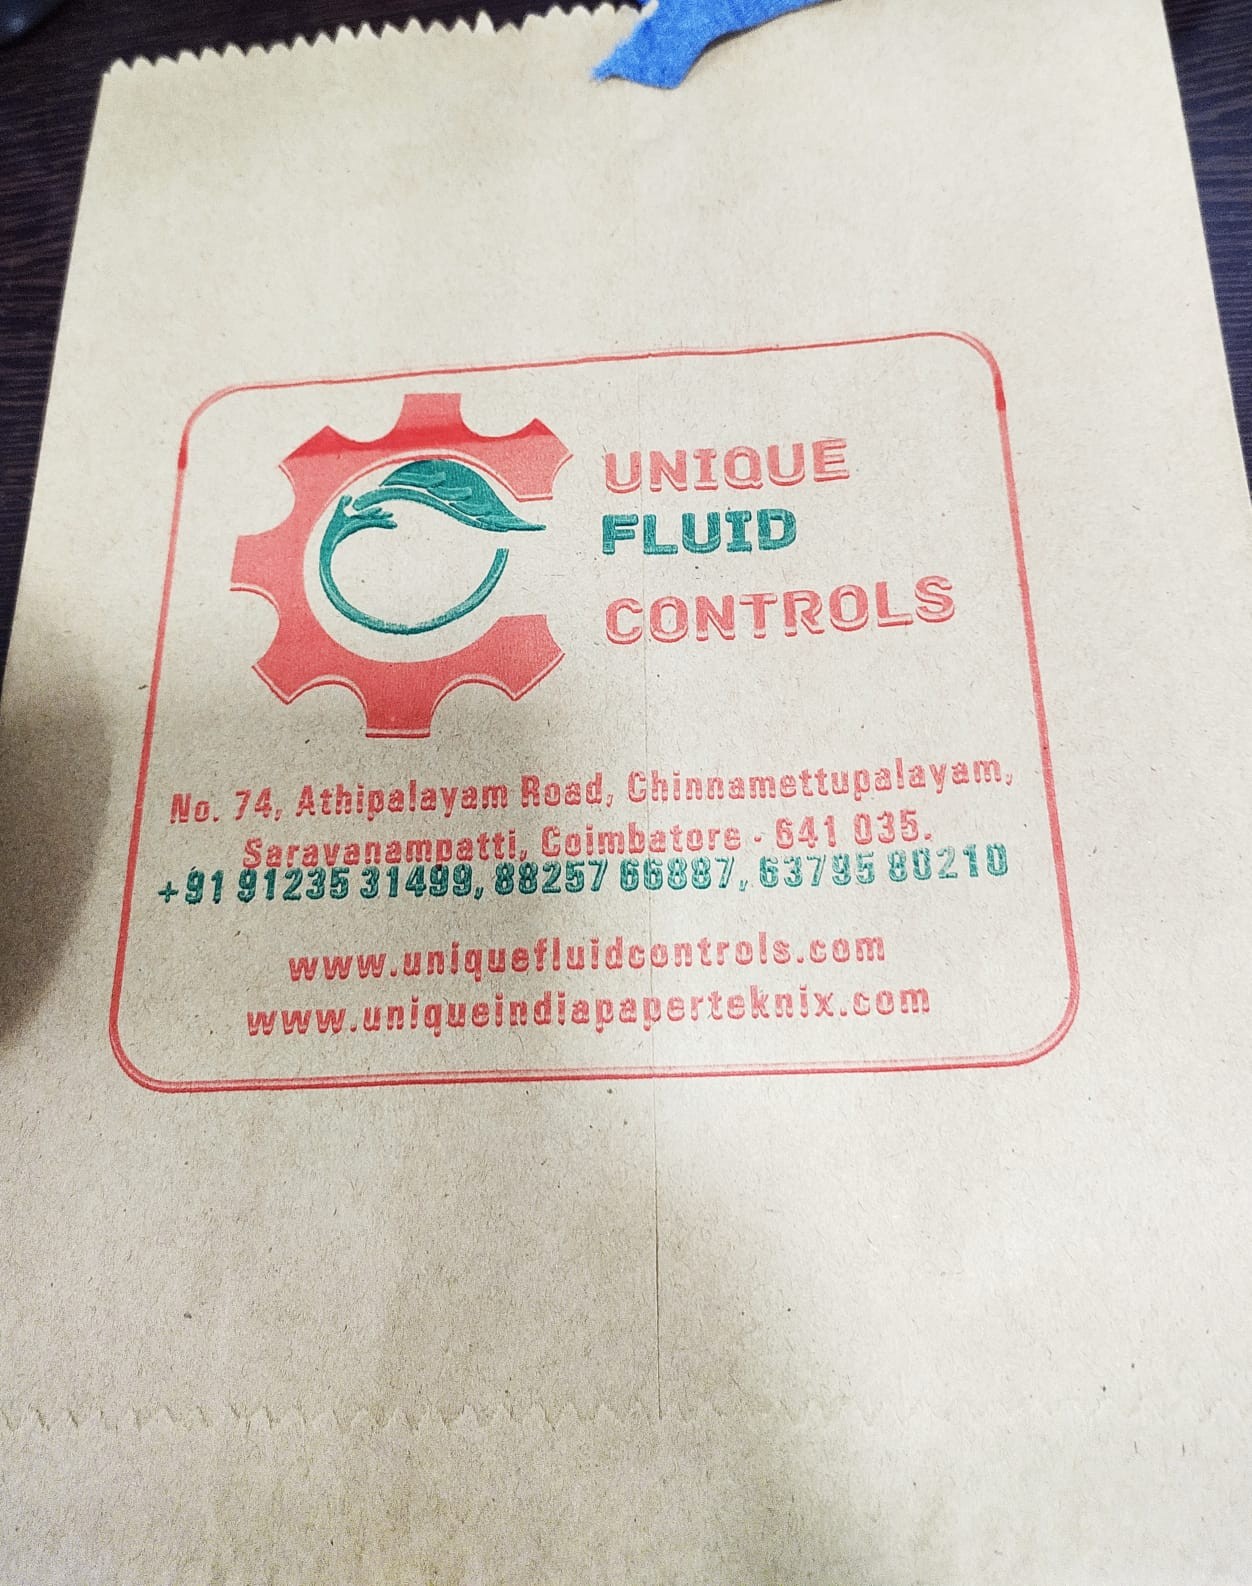 UNIQUE
FLUID
CONTROLS
No. 74, Athipalayam Road, Chinnamettupalayam,
Saravanampatti, Coimbatore - 641 035.
+91 91235 31499, 88257 66887, 63795 80210
www.uniquefluidcontrols.com
www.uniqueindiapaperteknix.com